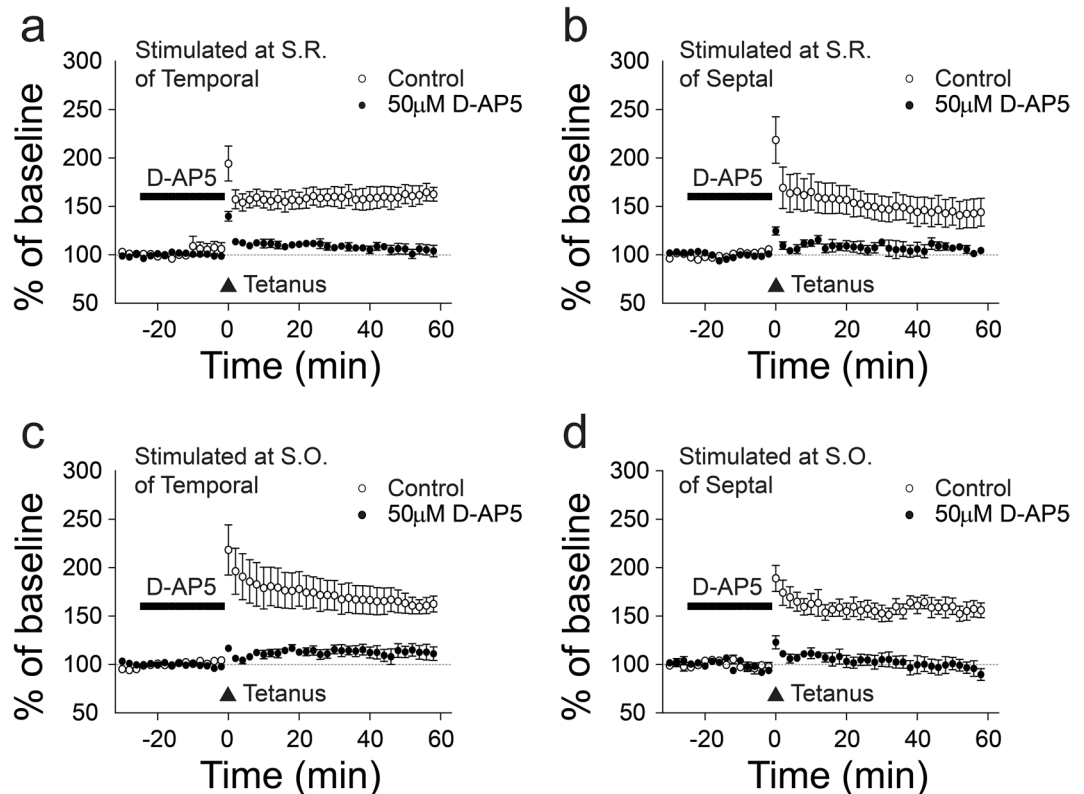 a
Stimulated at S.R.
of Temporal
Control
50μM D-AP5
D-AP5
Tetanus
% of baseline
300
250
200
150
100
50
-20
0
20
40
60
Time (min)
b
Stimulated at S.R.
of Septal
Control
50μM D-AP5
D-AP5
Tetanus
% of baseline
300
250
200
150
100
50
-20
0
20
40
60
Time (min)
c
Stimulated at S.O.
of Temporal
Control
50μM D-AP5
D-AP5
Tetanus
% of baseline
300
250
200
150
100
50
-20
0
20
40
60
Time (min)
d
Stimulated at S.O.
of Septal
Control
50μM D-AP5
D-AP5
Tetanus
% of baseline
300
250
200
150
100
50
-20
0
20
40
60
Time (min)